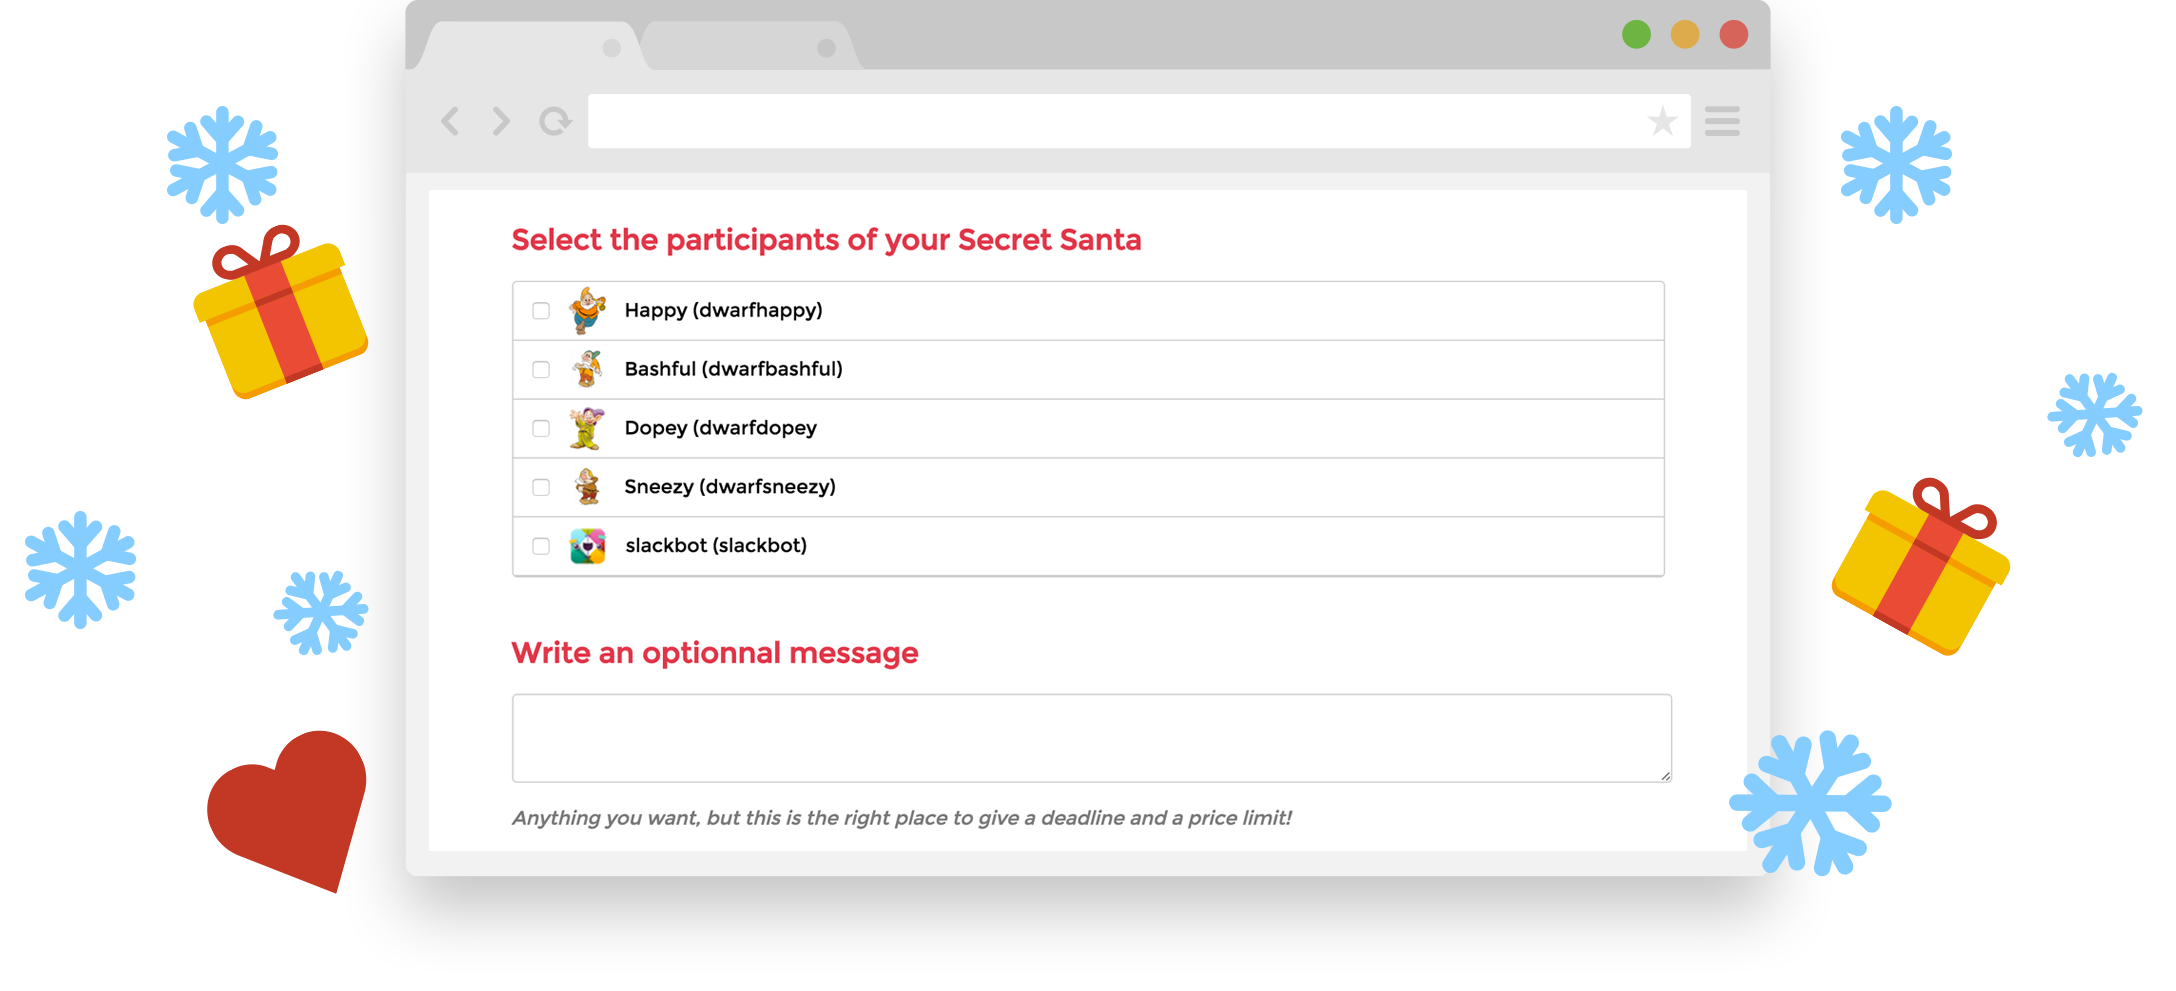 Select the participants of your Secret Santa
Happy (dwarfhappy)
Bashful (dwarfbashful)
Dopey (dwarfdopey
Sneezy (dwarfsneezy)
slackbot (slackbot)
Write an optionnal message
Anything you want, but this is the right place to give a deadline and a price limit!